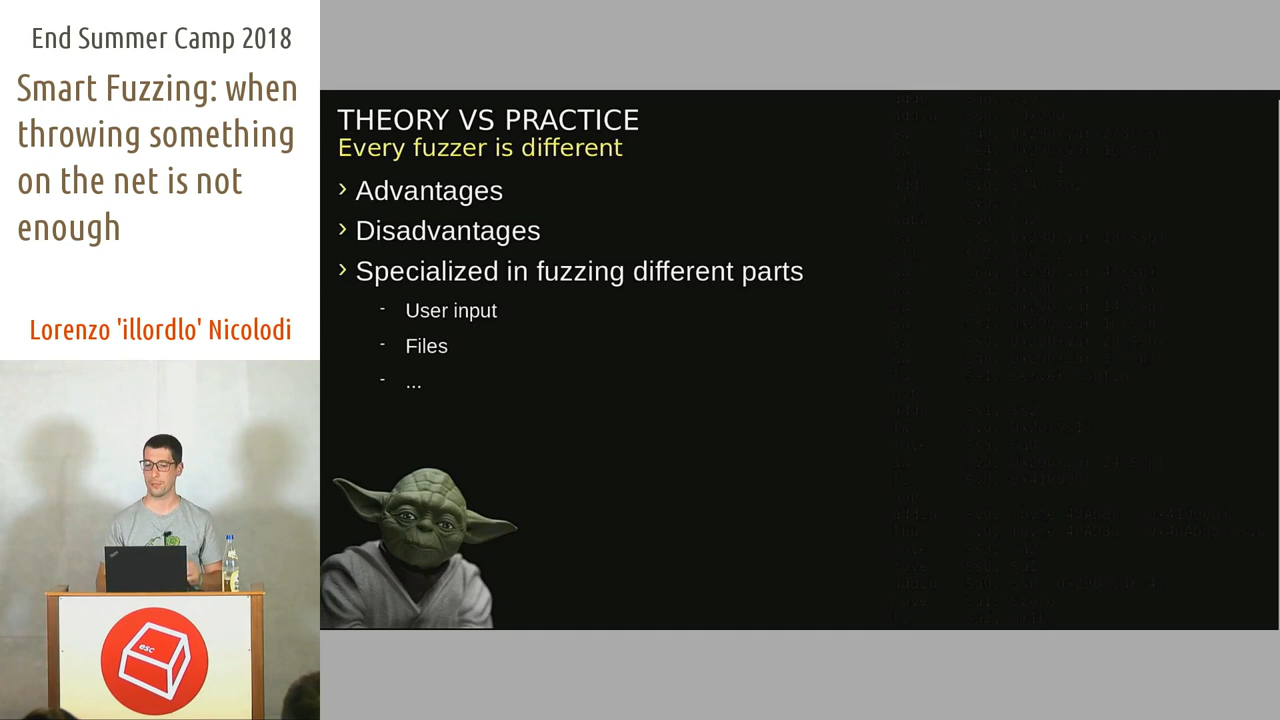 End Summer Camp 2018
Smart Fuzzing: when
throwing something
on the net is not
enough
Lorenzo 'illordlo' Nicolodi
THEORY VS PRACTICE
Every fuzzer is different
› Advantages
› Disadvantages
› Specialized in fuzzing different parts
- User input
- Files
- ...
esc